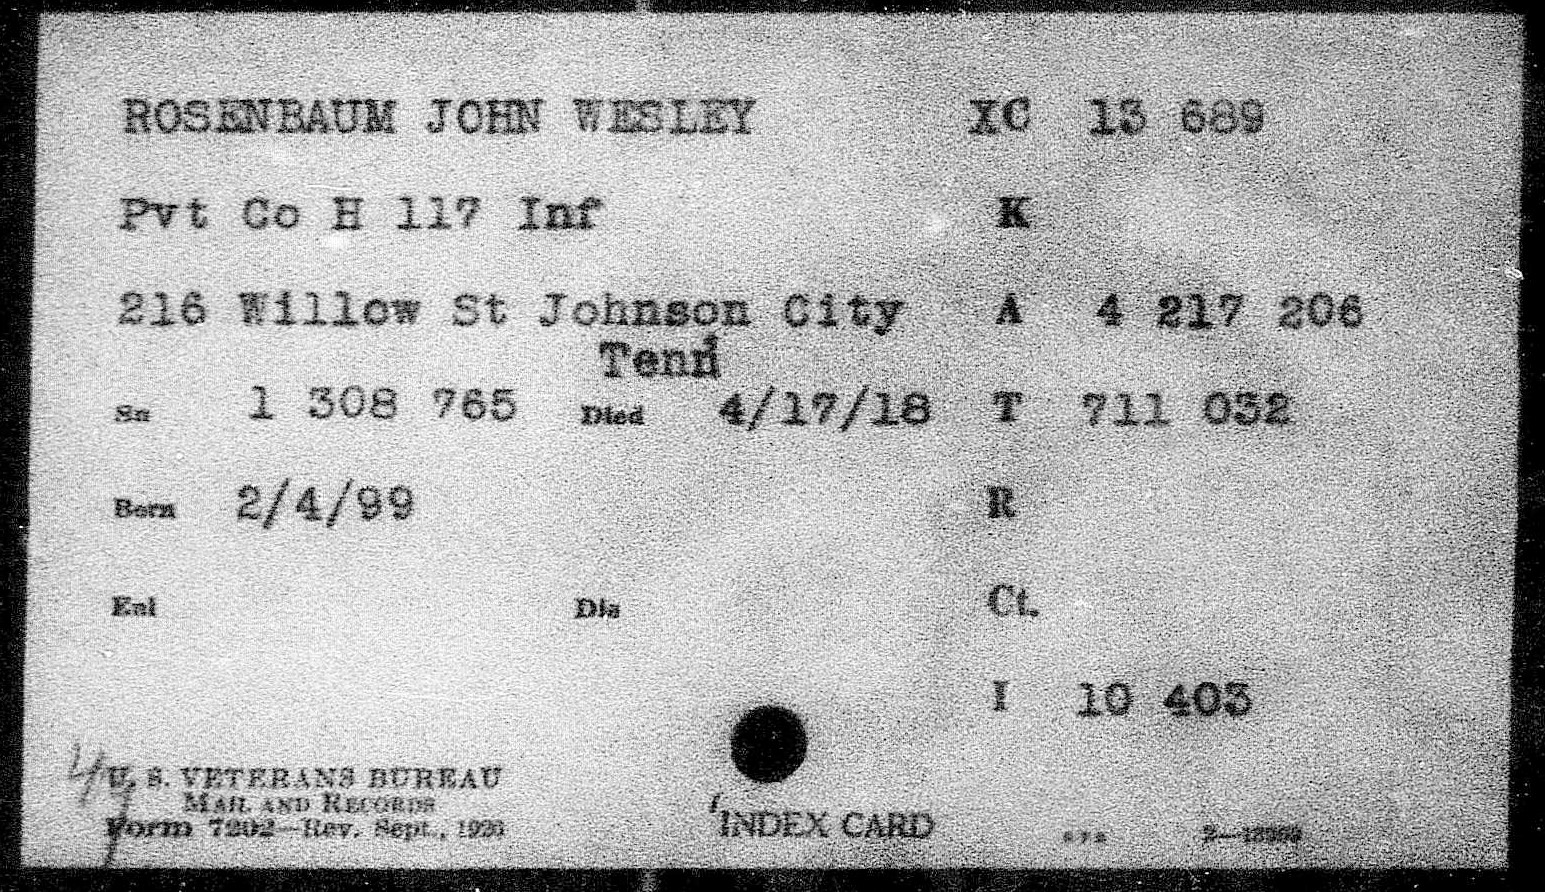 ROSENBAUM JOHN WESLEY XC 13 689
Pvt Co H 117 Inf K
216 Willow St Johnson City A 4 217 206
Tenn
Sn 1 308 765 Died 4/17/18 T 711 032
Born 2/4/99 R
Enl Dis Ct.
I 10 405
U. S. VETERANS BUREAU
MAIL AND RECORDS
Form 7202—Rev. Sept., INDEX CARD